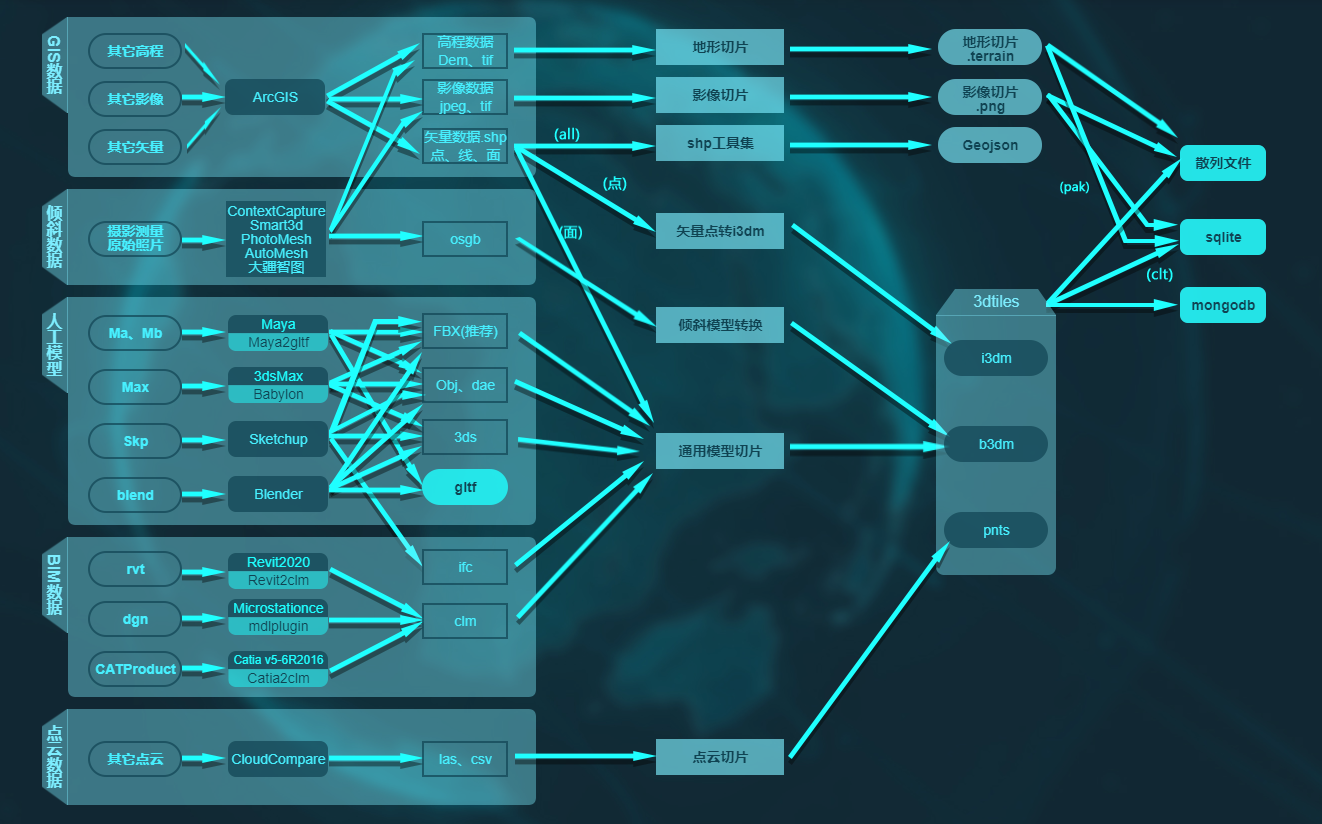 GIS数据
其它高程
其它影像
其它矢量
ArcGIS
高程数据
Dem、tif
影像数据
jpeg、tif
矢量数据.shp
点、线、面
(all)
(点)
(面)
地形切片
影像切片
shp工具集
矢量点转i3dm
地形切片
.terrain
影像切片
.png
Geojson
(pak)
散列文件
sqlite
(clt)
mongodb
倾斜数据
摄影测量
原始照片
ContextCapture
Smart3d
PhotoMesh
AutoMesh
大疆智图
osgb
倾斜模型转换
人工模型
Ma、Mb
Max
Skp
blend
Maya
Maya2gltf
3dsMax
Babylon
Sketchup
Blender
FBX(推荐)
Obj、dae
3ds
gltf
通用模型切片
3dtiles
i3dm
b3dm
pnts
BIM数据
rvt
dgn
CATProduct
Revit2020
Revit2clm
Microstationce
mdlplugin
Catia v5-6R2016
Catia2clm
ifc
clm
点云数据
其它点云
CloudCompare
las、csv
点云切片